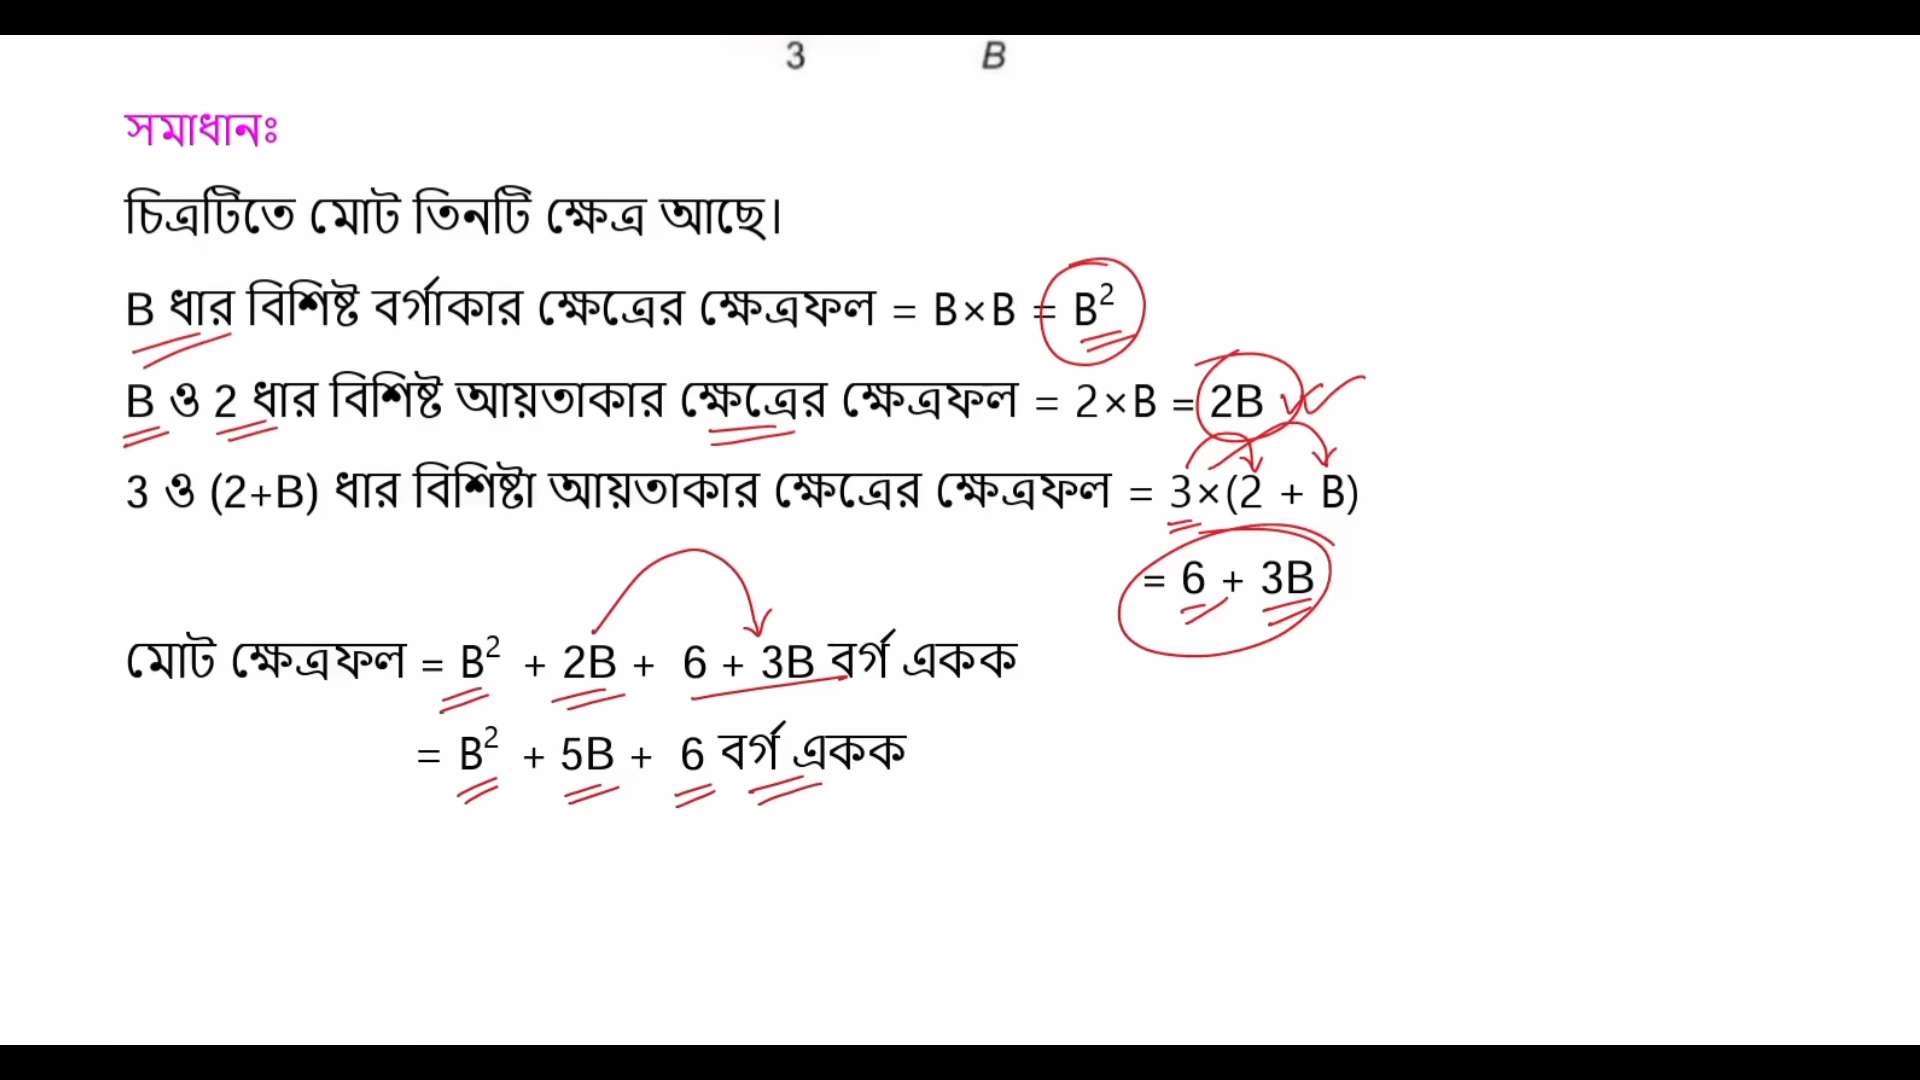 3 B
সমাধানঃ
চিত্রটিতে মোট তিনটি ক্ষেত্র আছে।
B ধার বিশিষ্ট বর্গাকার ক্ষেত্রের ক্ষেত্রফল = B×B = B²
B ও 2 ধার বিশিষ্ট আয়তাকার ক্ষেত্রের ক্ষেত্রফল = 2×B = 2B
3 ও (2+B) ধার বিশিষ্টা আয়তাকার ক্ষেত্রের ক্ষেত্রফল = 3×(2 + B)
= 6 + 3B
মোট ক্ষেত্রফল = B² + 2B + 6 + 3B বর্গ একক
= B² + 5B + 6 বর্গ একক